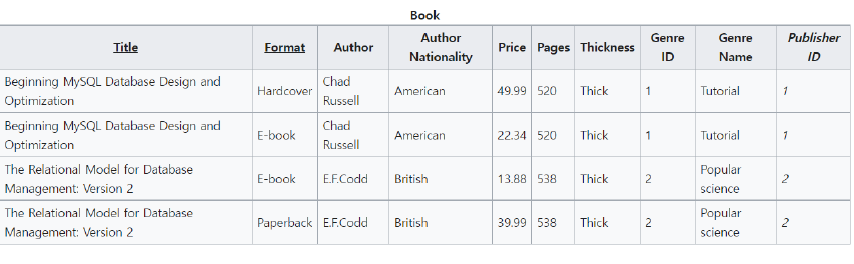 Book
Title Format Author Author Nationality Price Pages Thickness Genre ID Genre Name Publisher ID
Beginning MySQL Database Design and Optimization Hardcover Chad Russell American 49.99 520 Thick 1 Tutorial 1
Beginning MySQL Database Design and Optimization E-book Chad Russell American 22.34 520 Thick 1 Tutorial 1
The Relational Model for Database Management: Version 2 E-book E.F.Codd British 13.88 538 Thick 2 Popular science 2
The Relational Model for Database Management: Version 2 Paperback E.F.Codd British 39.99 538 Thick 2 Popular science 2